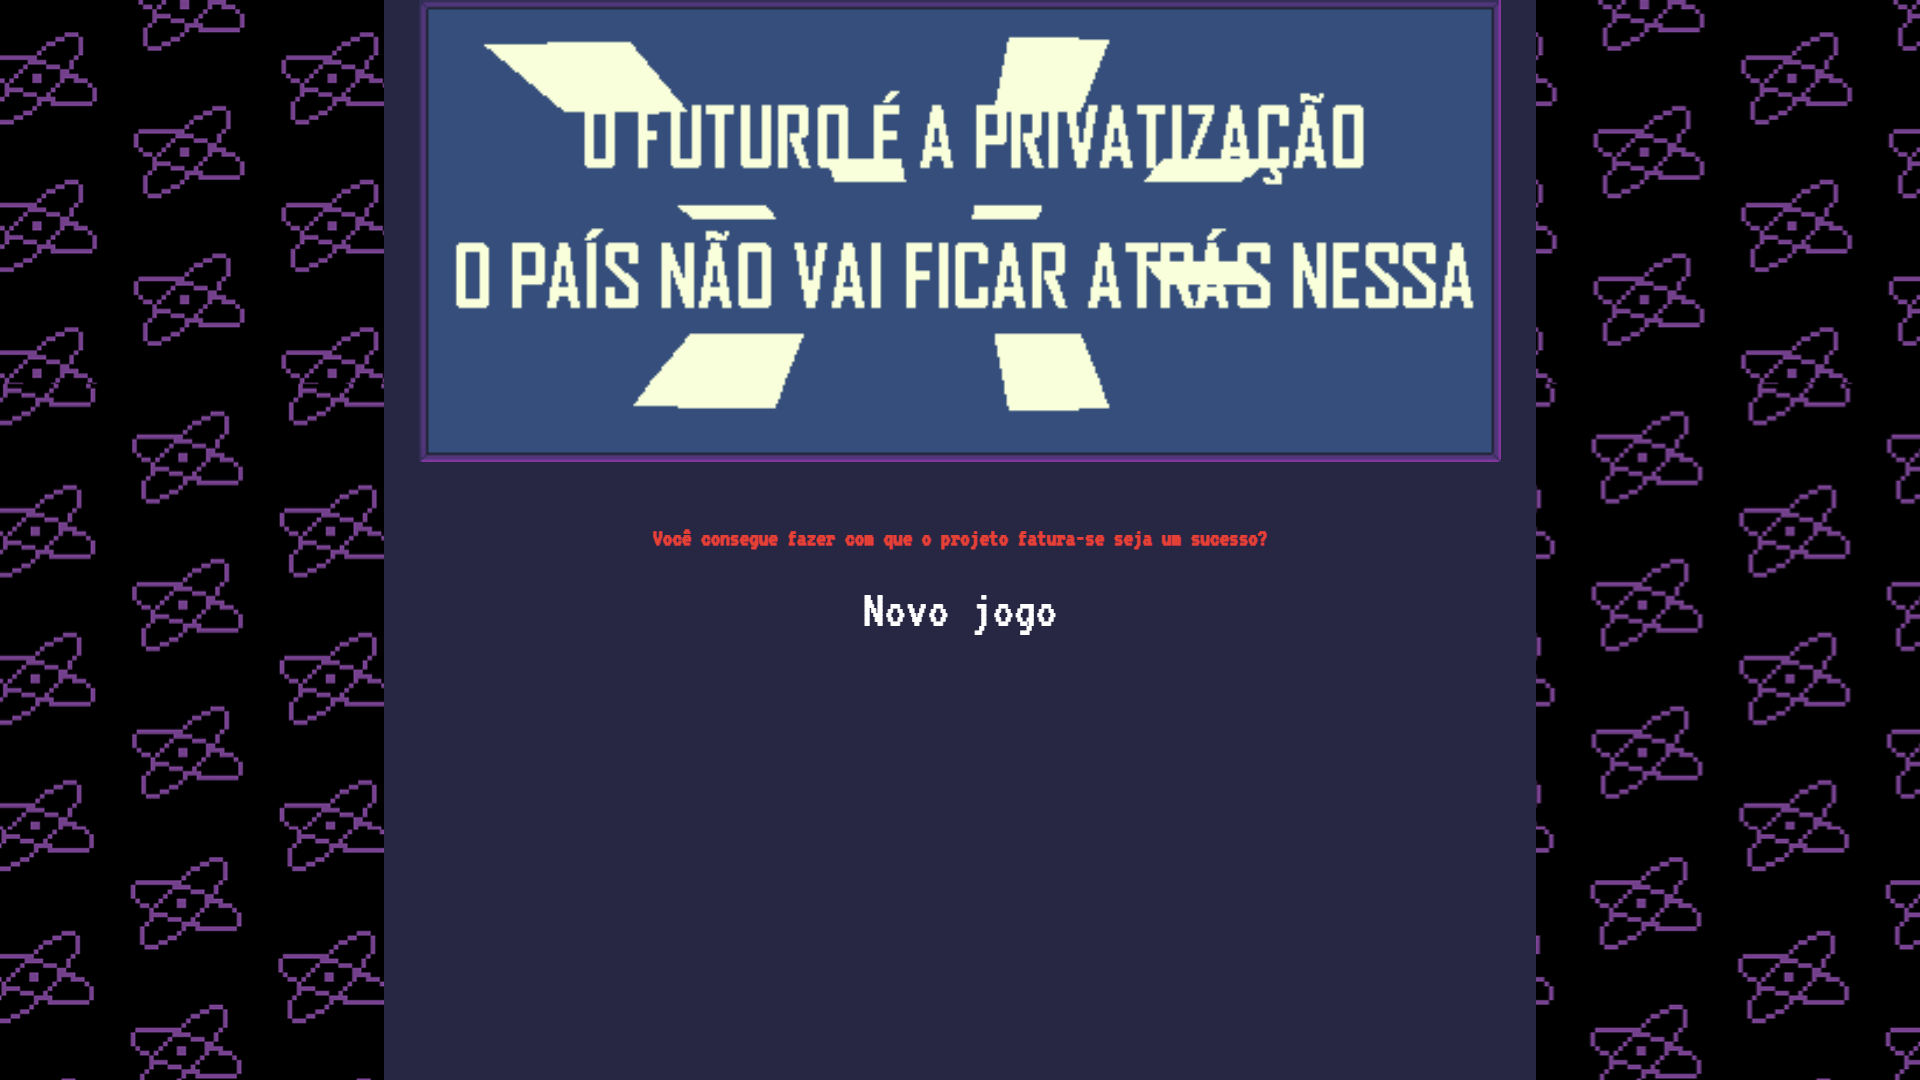 O FUTURO É A PRIVATIZAÇÃO
O PAÍS NÃO VAI FICAR ATRÁS NESSA
Você consegue fazer com que o projeto fatura-se seja um sucesso?
Novo jogo